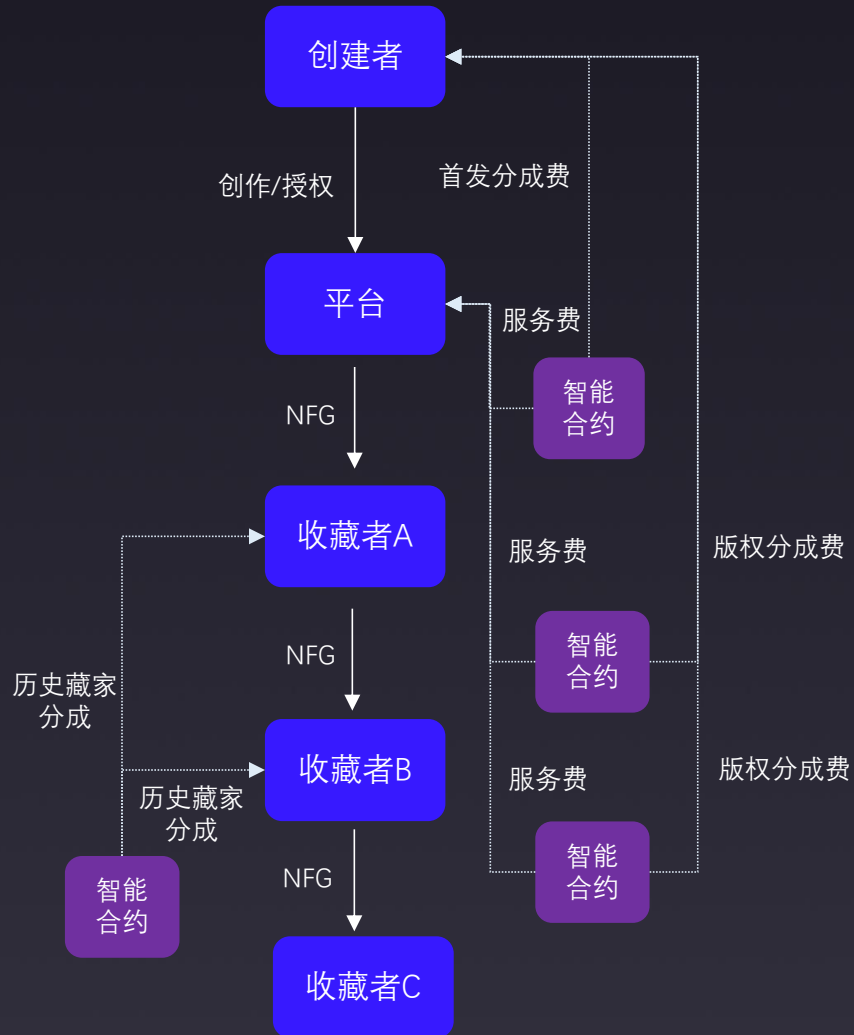 创建者
创作/授权
首发分成费
平台
服务费
智能
合约
NFG
收藏者A
服务费
版权分成费
智能
合约
NFG
历史藏家
分成
收藏者B
服务费
版权分成费
历史藏家
分成
智能
合约
NFG
智能
合约
收藏者C